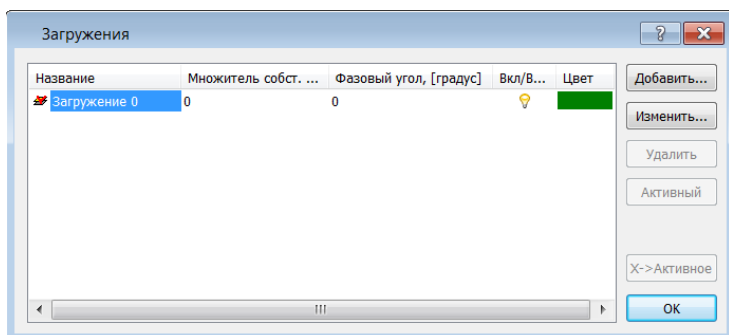 Загружения
Название Множитель собст. ... Фазовый угол, [градус] Вкл/В... Цвет
Загружение 0 0 0
Добавить...
Изменить...
Удалить
Активный
X->Активное
OK